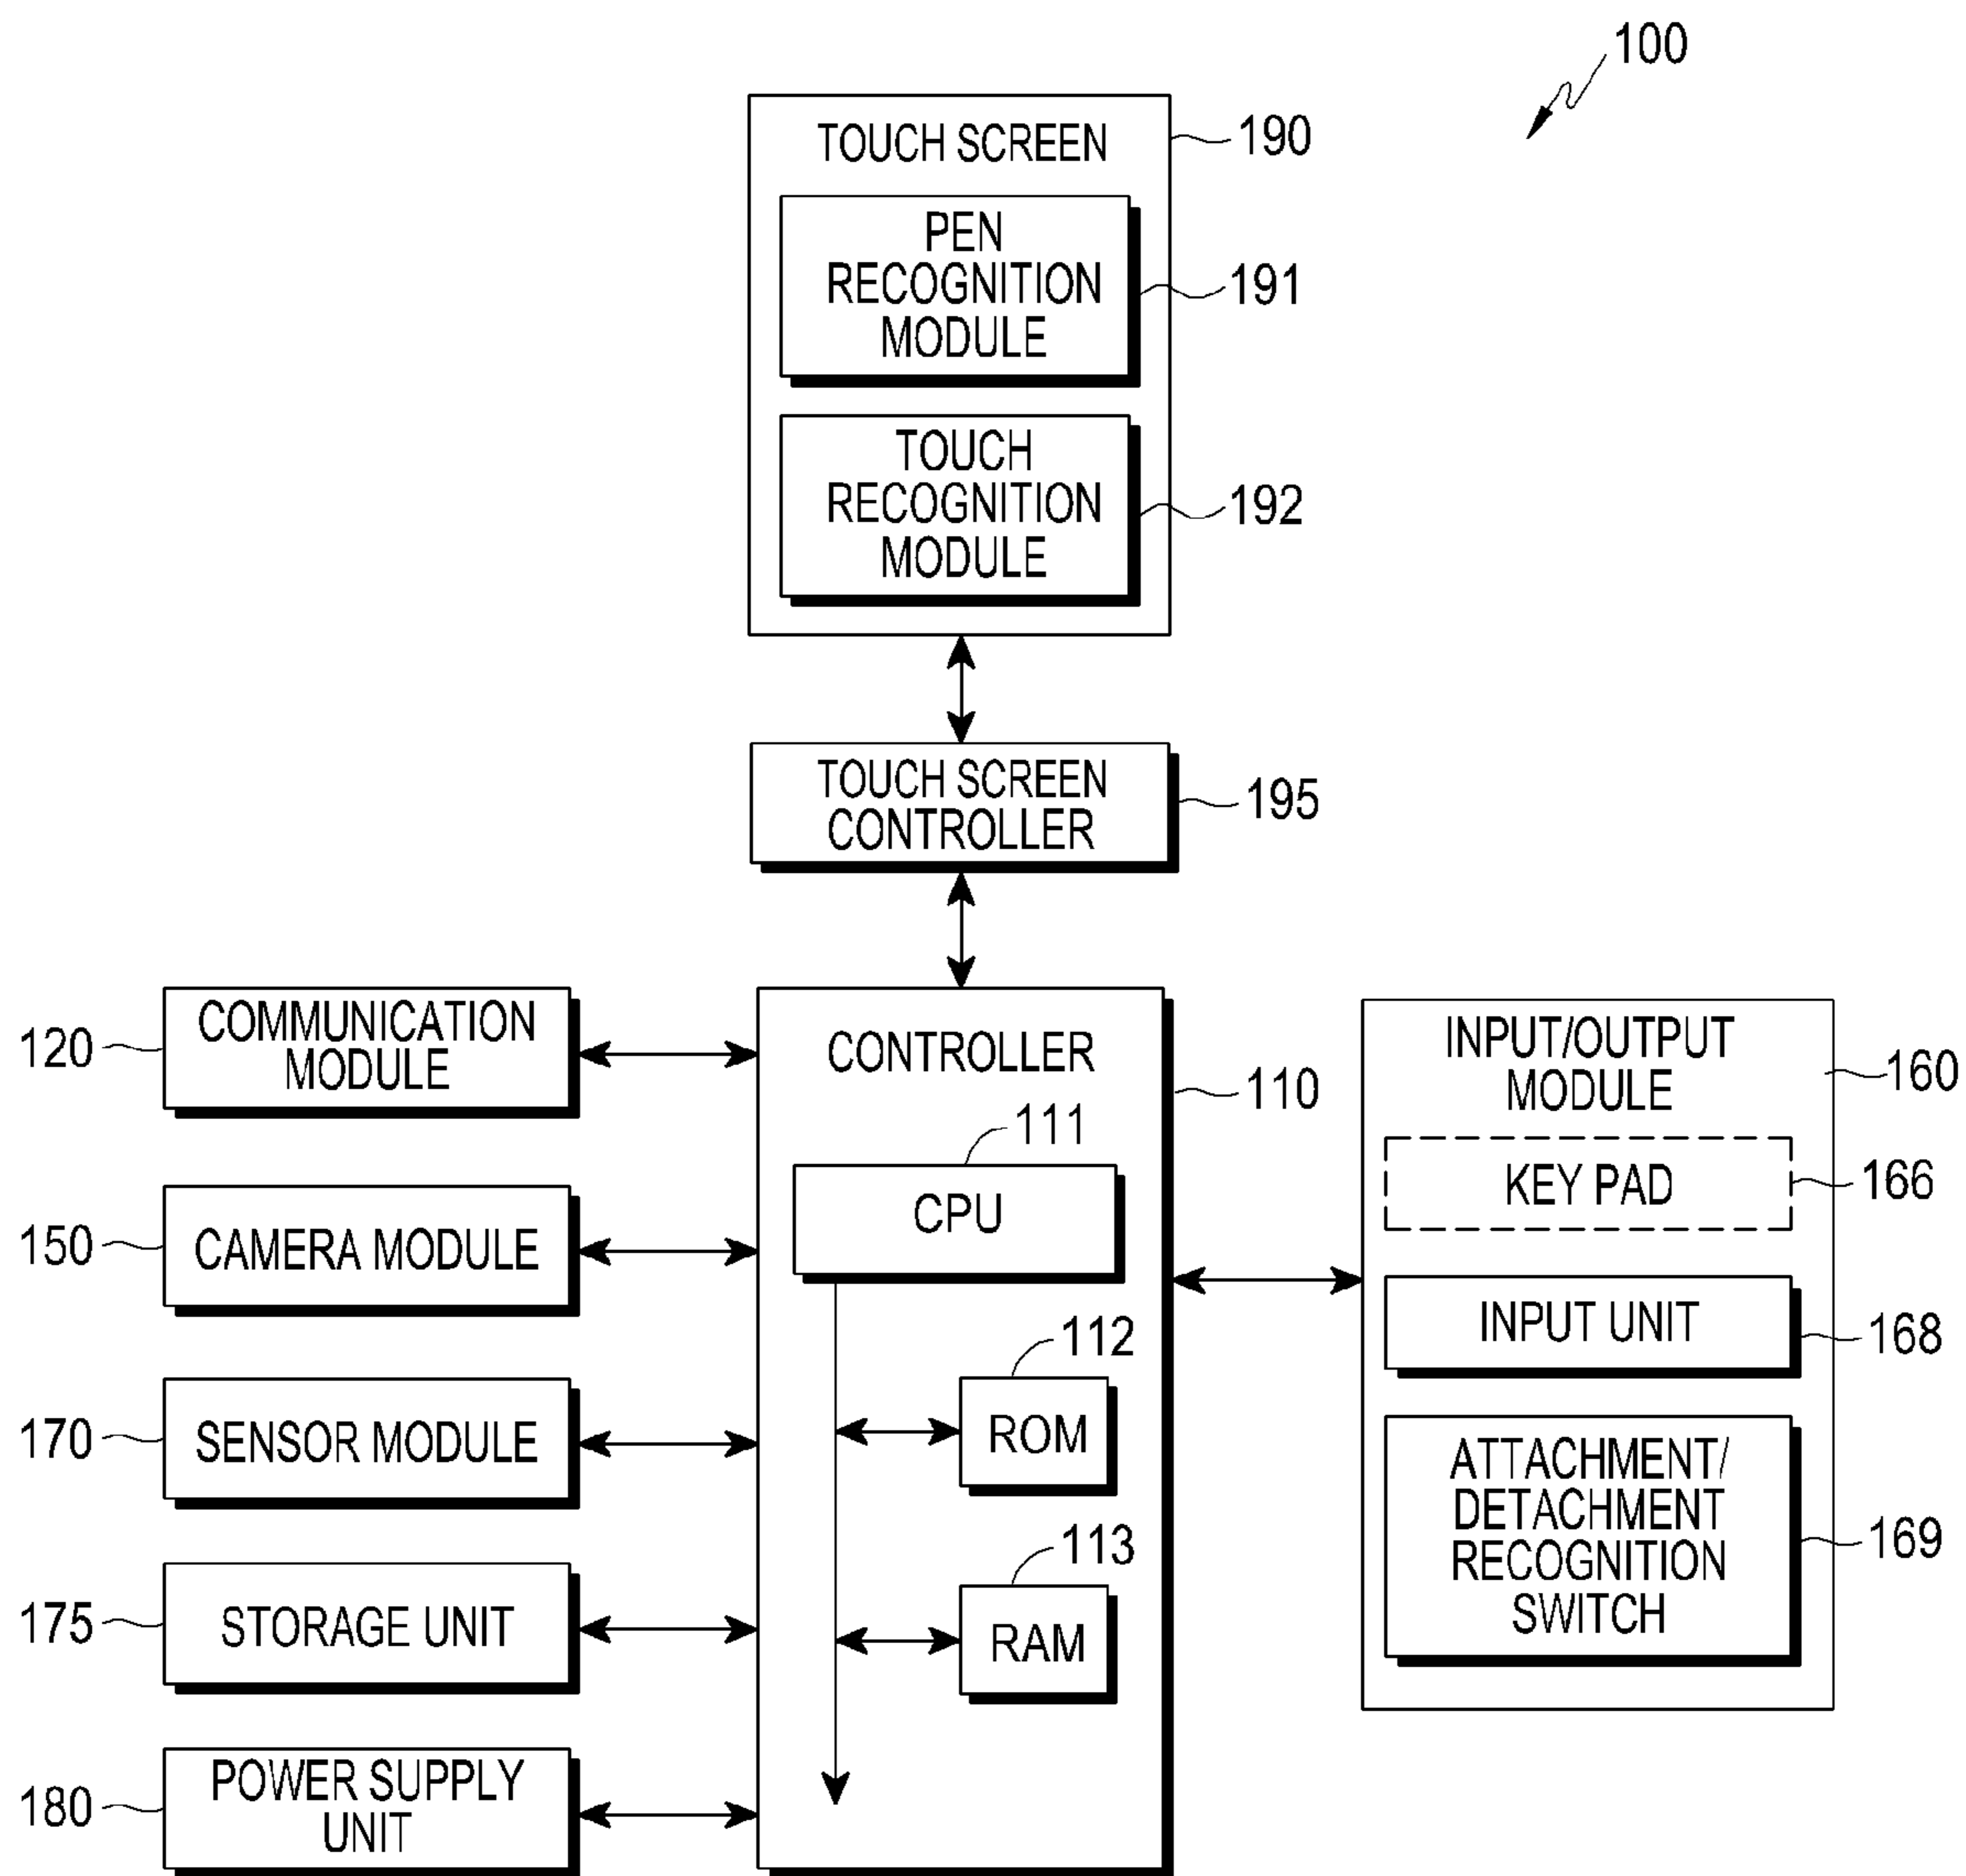 100
TOUCH SCREEN
190
PEN
RECOGNITION
MODULE
191
TOUCH
RECOGNITION
MODULE
192
TOUCH SCREEN
CONTROLLER
195
120
COMMUNICATION
MODULE
150
CAMERA MODULE
170
SENSOR MODULE
175
STORAGE UNIT
180
POWER SUPPLY
UNIT
CONTROLLER
110
111
CPU
112
ROM
113
RAM
INPUT/OUTPUT
MODULE
160
KEY PAD
166
INPUT UNIT
168
ATTACHMENT/
DETACHMENT
RECOGNITION
SWITCH
169